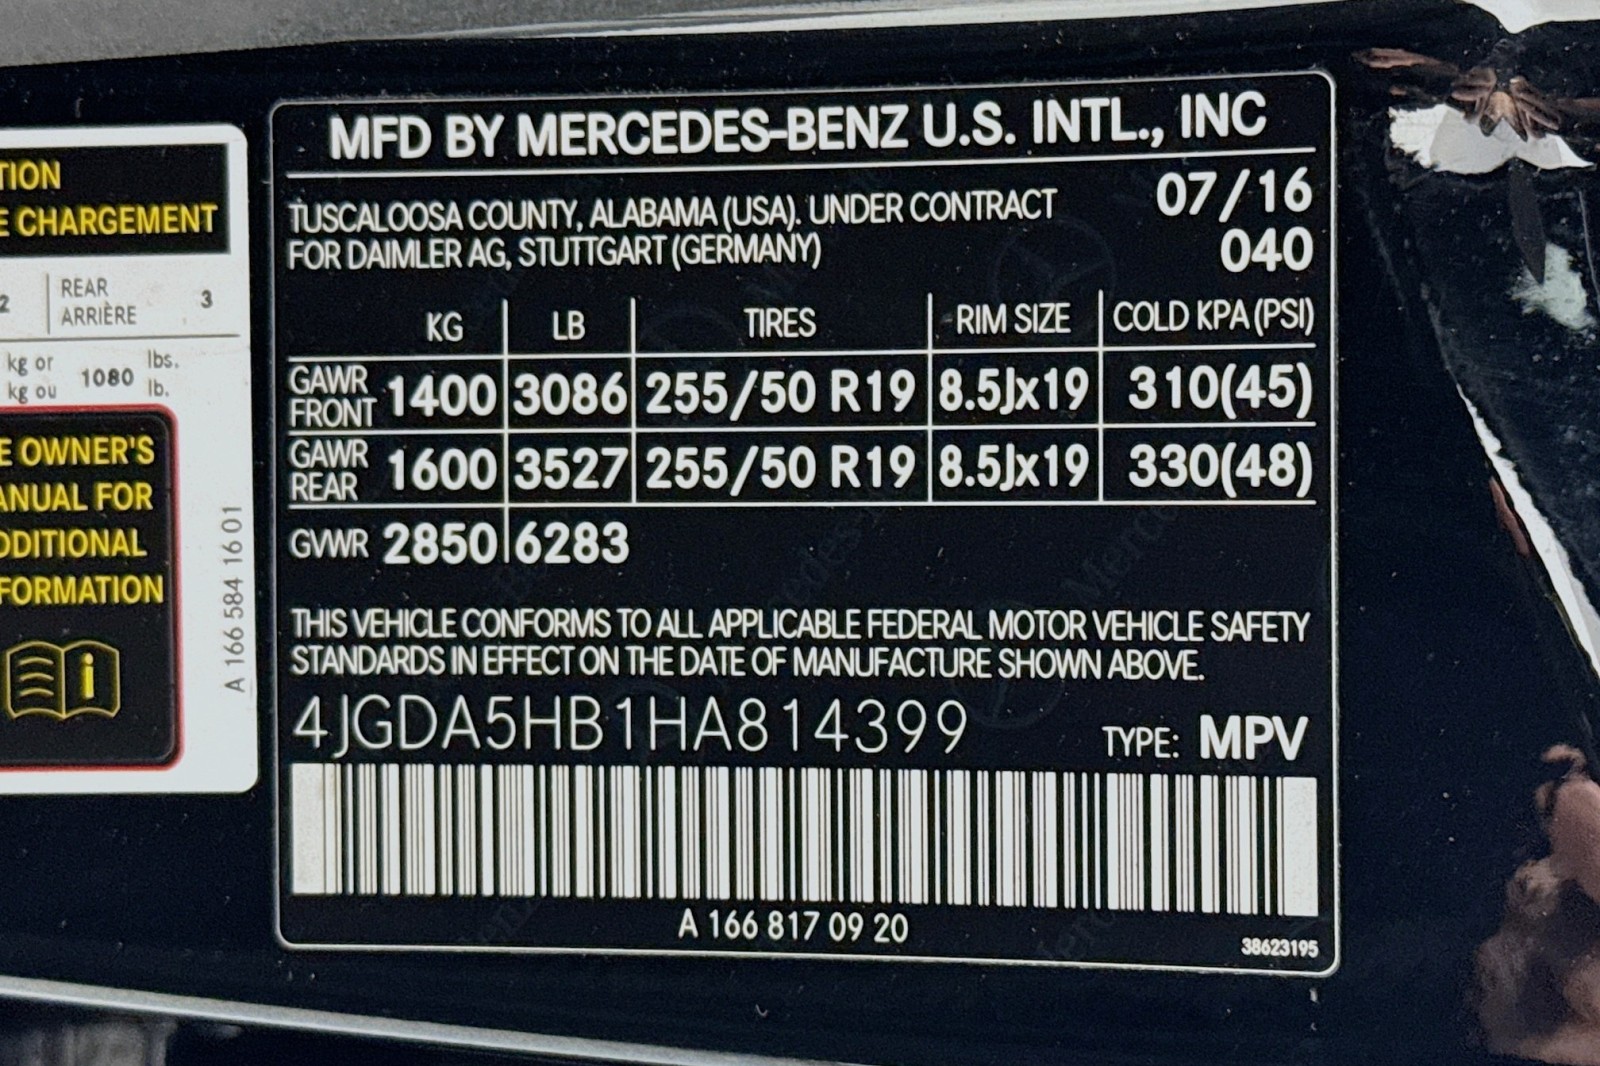 TION
E CHARGEMENT
2
REAR
ARRIÈRE 3
kg or
kg ou 1080 lbs.
lb.
E OWNER'S
ANUAL FOR
DDITIONAL
FORMATION
i
A 166 584 16 01
MFD BY MERCEDES-BENZ U.S. INTL., INC
TUSCALOOSA COUNTY, ALABAMA (USA). UNDER CONTRACT 07/16
FOR DAIMLER AG, STUTTGART (GERMANY) 040
KG LB TIRES RIM SIZE COLD KPA (PSI)
GAWR
FRONT 1400 3086 255/50 R19 8.5Jx19 310(45)
GAWR
REAR 1600 3527 255/50 R19 8.5Jx19 330(48)
GVWR 2850 6283
THIS VEHICLE CONFORMS TO ALL APPLICABLE FEDERAL MOTOR VEHICLE SAFETY
STANDARDS IN EFFECT ON THE DATE OF MANUFACTURE SHOWN ABOVE.
4JGDA5HB1HA814399 TYPE: MPV
A 166 817 09 20
38623195